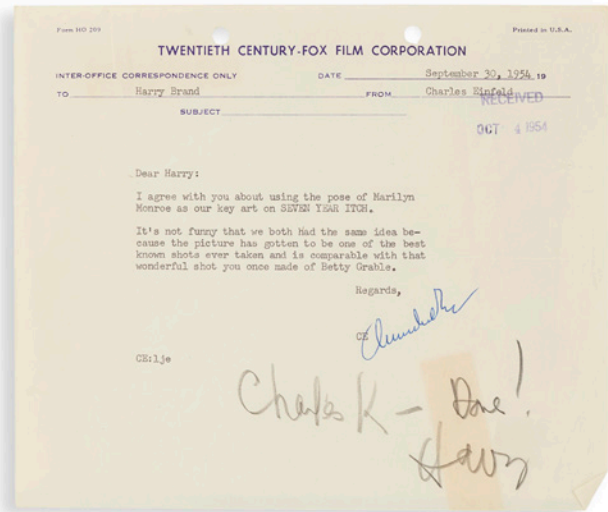 Form HO 209 Printed in U.S.A.
TWENTIETH CENTURY-FOX FILM CORPORATION
INTER-OFFICE CORRESPONDENCE ONLY DATE September 30, 1954 19
TO Harry Brand FROM Charles Einfeld
RECEIVED
SUBJECT
OCT 4 1954
Dear Harry:
I agree with you about using the pose of Marilyn
Monroe as our key art on SEVEN YEAR ITCH.
It's not funny that we both had the same idea be-
cause the picture has gotten to be one of the best
known shots ever taken and is comparable with that
wonderful shot you once made of Betty Grable.
Regards,
CE
CE:lje
Charles K – Done!
Harry